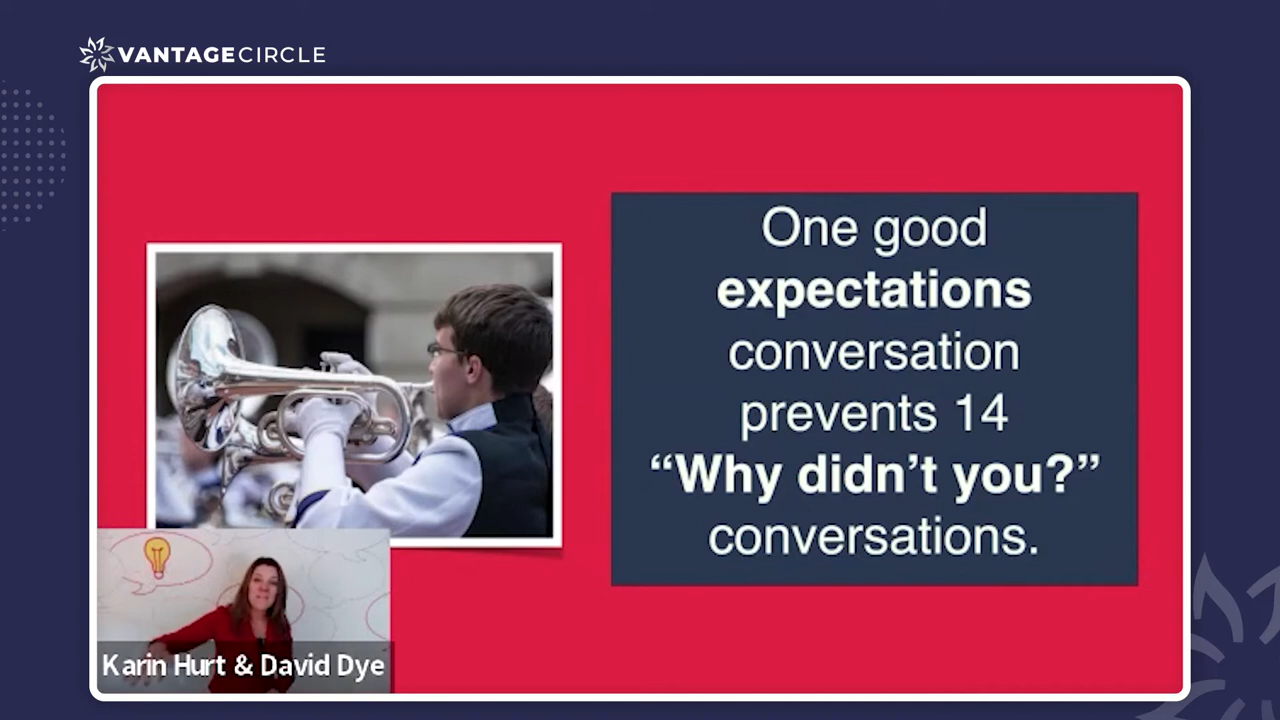 VANTAGECIRCLE
One good
expectations
conversation
prevents 14
“Why didn’t you?”
conversations.
Karin Hurt & David Dye